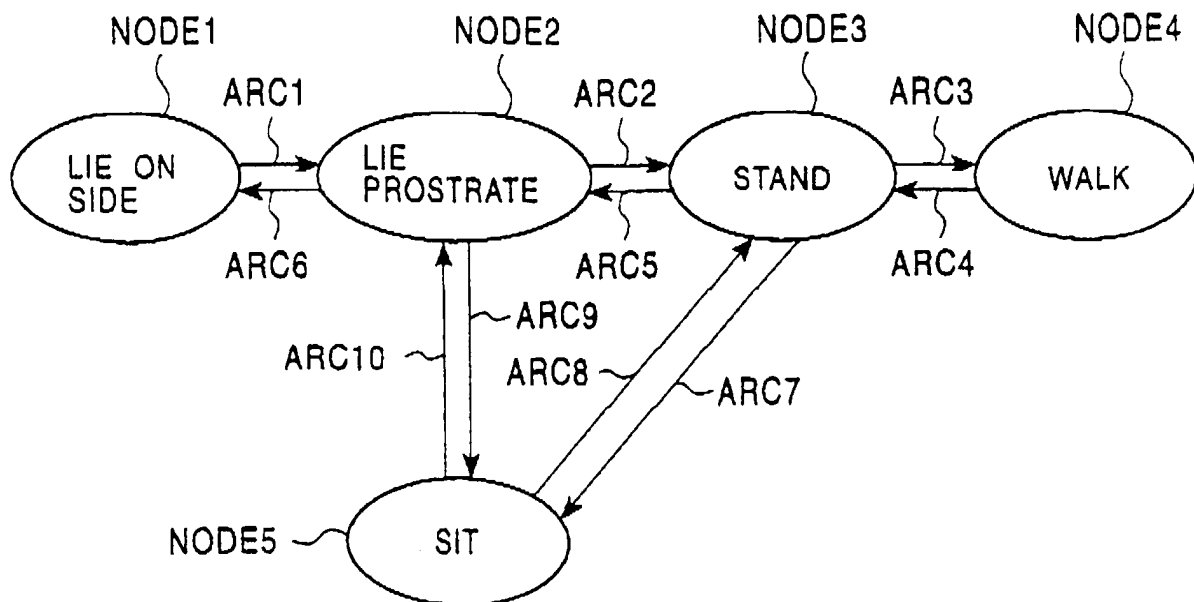 NODE1
NODE2
NODE3
NODE4
ARC1
ARC2
ARC3
LIE ON
SIDE
LIE
PROSTRATE
STAND
WALK
ARC6
ARC5
ARC4
ARC9
ARC10
ARC8
ARC7
NODE5
SIT